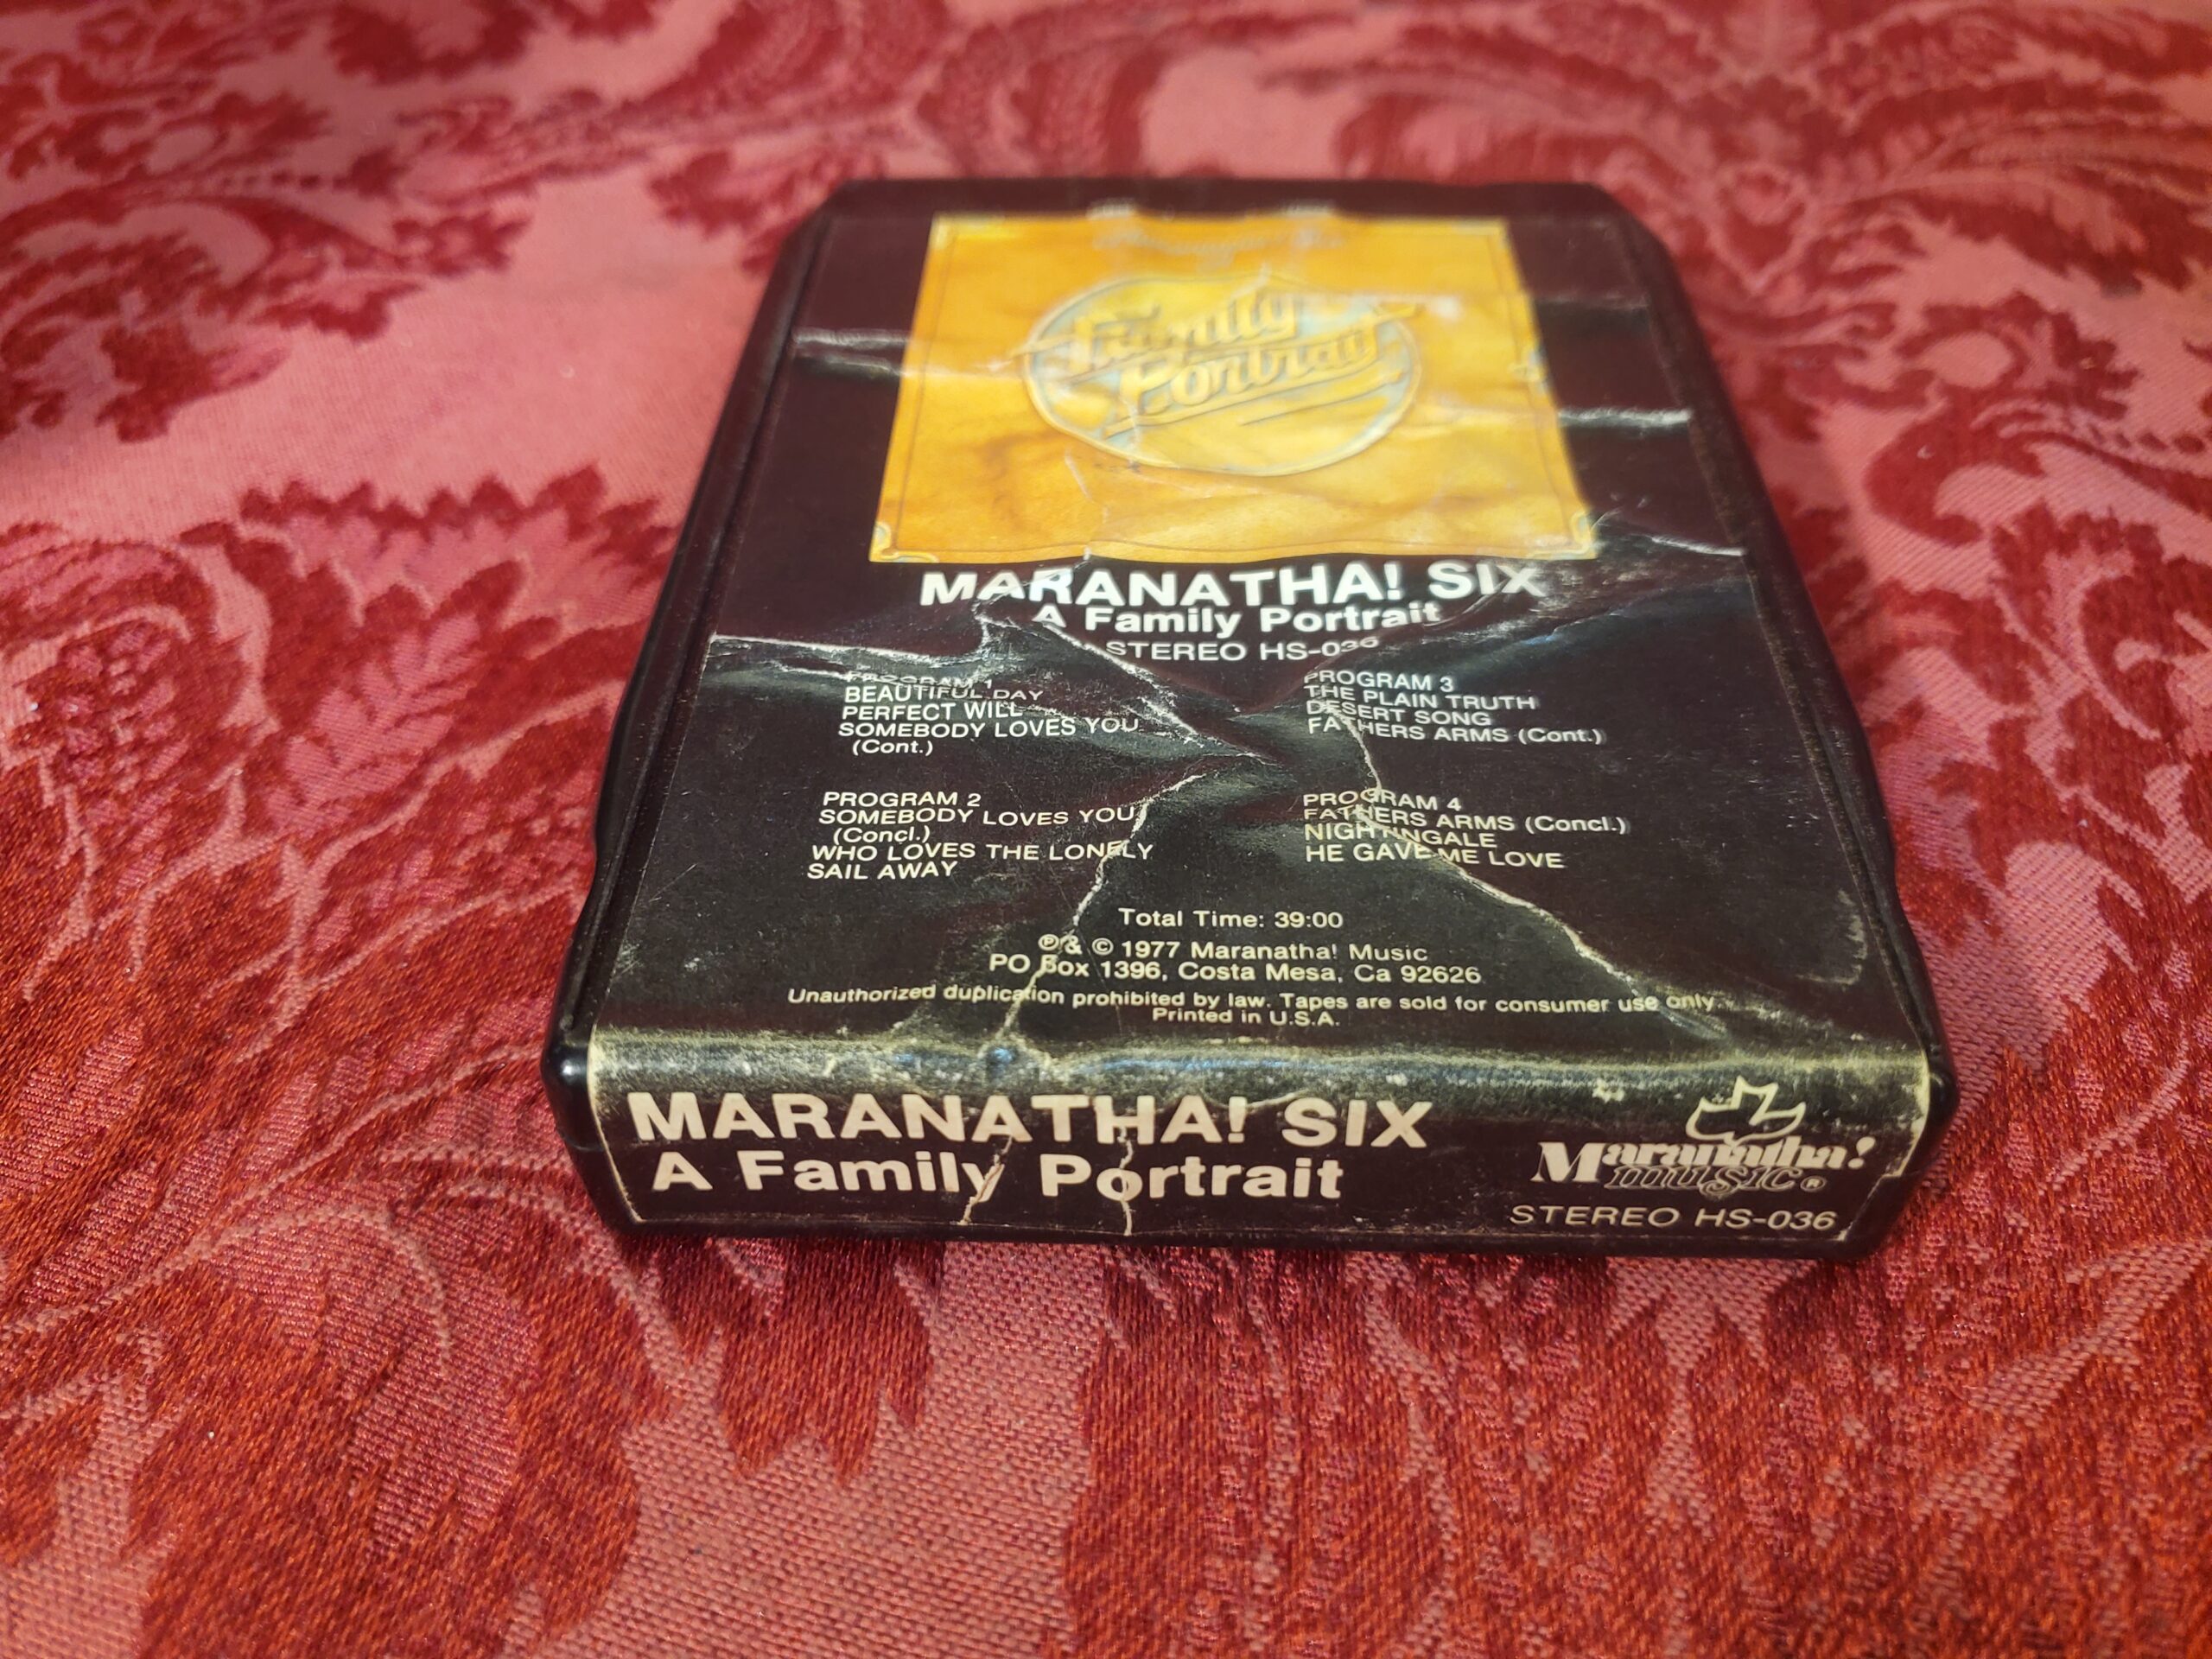 Family
Portrait
MARANATHA! SIX
A Family Portrait
STEREO HS-036
PROGRAM 1
BEAUTIFUL DAY
PERFECT WILL
SOMEBODY LOVES YOU
(Cont.)
PROGRAM 2
SOMEBODY LOVES YOU
(Concl.)
WHO LOVES THE LONELY
SAIL AWAY
PROGRAM 3
THE PLAIN TRUTH
DESERT SONG
FATHERS ARMS (Cont.)
PROGRAM 4
FATHERS ARMS (Concl.)
NIGHTINGALE
HE GAVE ME LOVE
Total Time: 39:00
℗ & © 1977 Maranatha! Music
PO Box 1396, Costa Mesa, Ca 92626
Unauthorized duplication prohibited by law. Tapes are sold for consumer use only.
Printed in U.S.A.
MARANATHA! SIX
A Family Portrait
Maranatha!
music®
STEREO HS-036